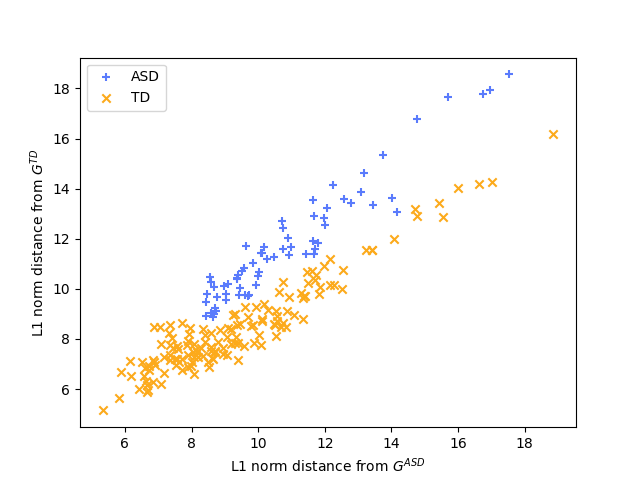 ASD
TD
L1 norm distance from G^{TD}
18
16
14
12
10
8
6
6 8 10 12 14 16 18
L1 norm distance from G^{ASD}